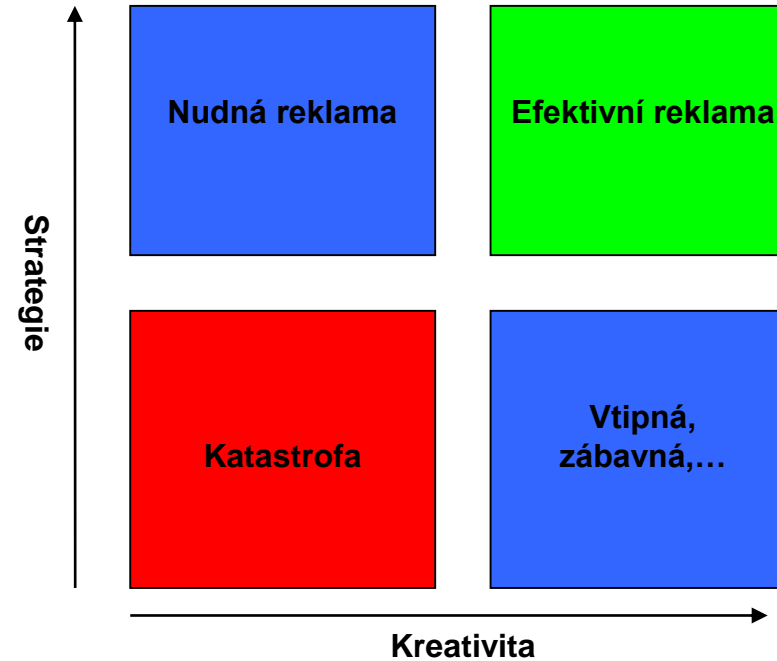 Nudná reklama
Efektivní reklama
Strategie
Katastrofa
Vtipná,
zábavná,...
Kreativita